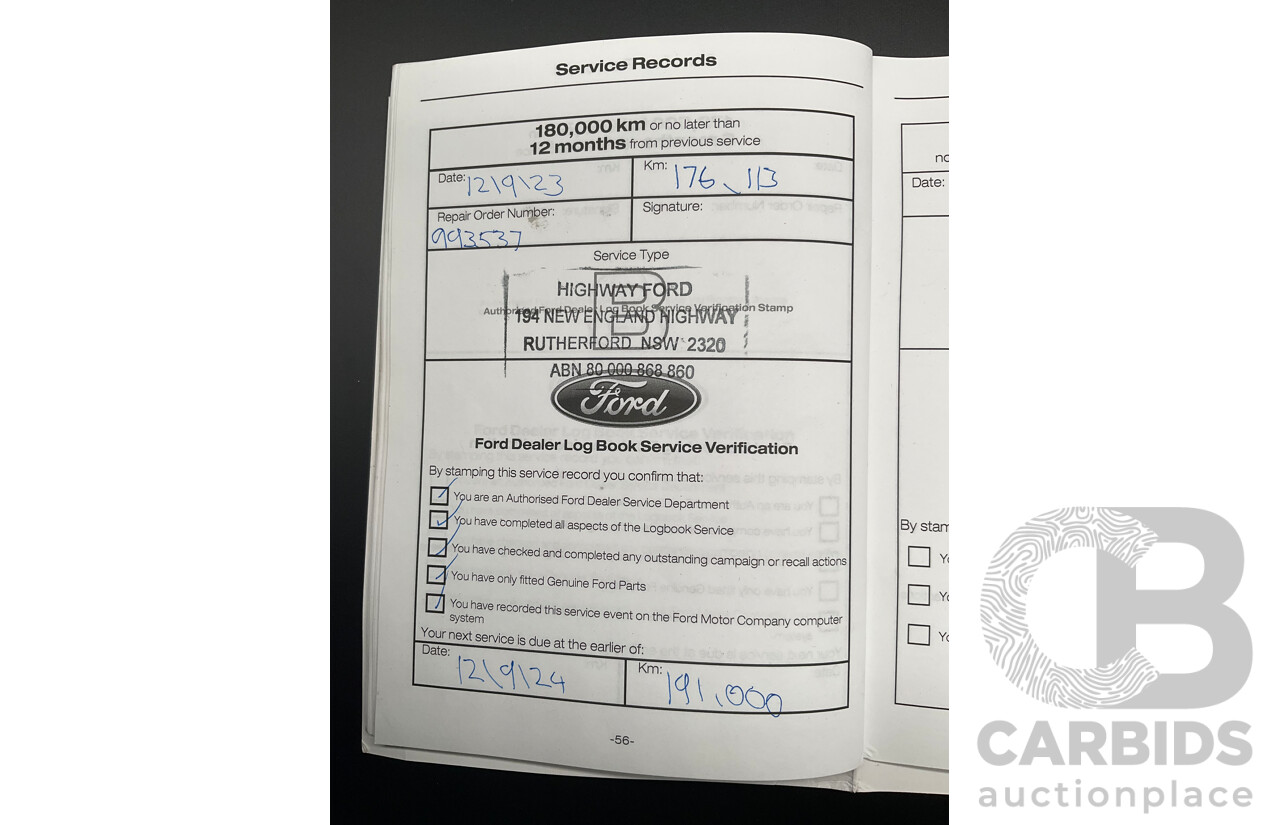 Service Records
180,000 km or no later than
12 months from previous service
Date: 12\9\23
Km: 176,113
Repair Order Number:
993537
Signature:
Service Type
B
HIGHWAY FORD
Authorised Ford Dealer Log Book Service Verification Stamp
194 NEW ENGLAND HIGHWAY
RUTHERFORD NSW 2320
ABN 80 000 868 860
Ford
Ford Dealer Log Book Service Verification
By stamping this service record you confirm that:
You are an Authorised Ford Dealer Service Department
You have completed all aspects of the Logbook Service
You have checked and completed any outstanding campaign or recall actions
You have only fitted Genuine Ford Parts
You have recorded this service event on the Ford Motor Company computer
system
Your next service is due at the earlier of:
Date: 12\9\24
Km: 191,000
-56-
no
Date:
By stam
Yo
Yo
Yo
CB
CARBIDS
auctionplace